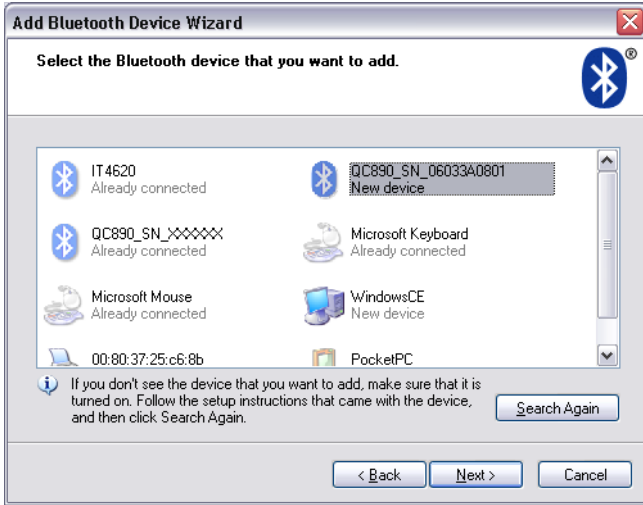 Add Bluetooth Device Wizard
Select the Bluetooth device that you want to add.
®
IT4620
Already connected
QC890_SN_06033A0801
New device
QC890_SN_XXXXXX
Already connected
Microsoft Keyboard
Already connected
Microsoft Mouse
Already connected
WindowsCE
New device
00:80:37:25:c6:8b
PocketPC
If you don't see the device that you want to add, make sure that it is
turned on. Follow the setup instructions that came with the device,
and then click Search Again.
Search Again
< Back
Next >
Cancel